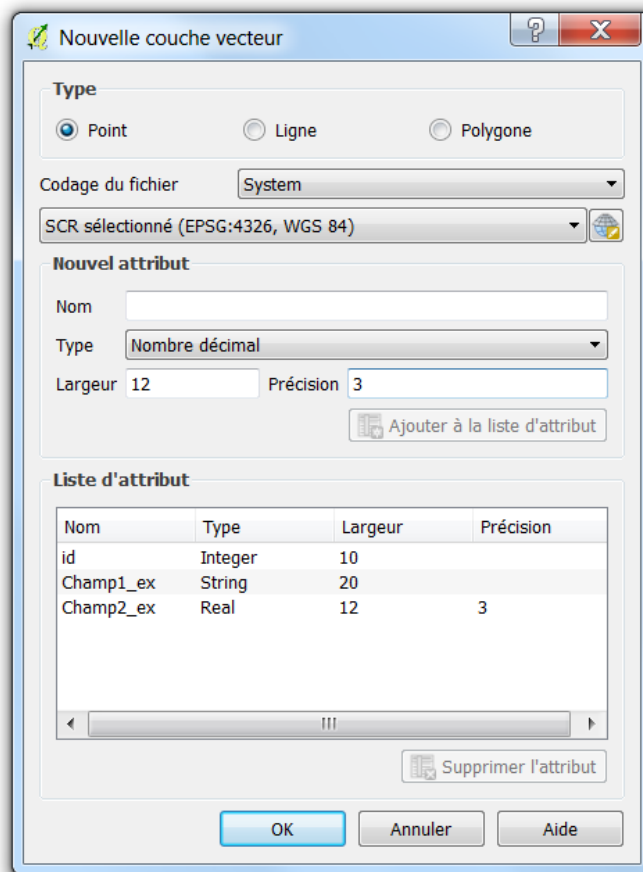 Nouvelle couche vecteur
Type
Point Ligne Polygone
Codage du fichier System
SCR sélectionné (EPSG:4326, WGS 84)
Nouvel attribut
Nom
Type Nombre décimal
Largeur 12 Précision 3
Ajouter à la liste d'attribut
Liste d'attribut
Nom Type Largeur Précision
id Integer 10
Champ1_ex String 20
Champ2_ex Real 12 3
Supprimer l'attribut
OK Annuler Aide